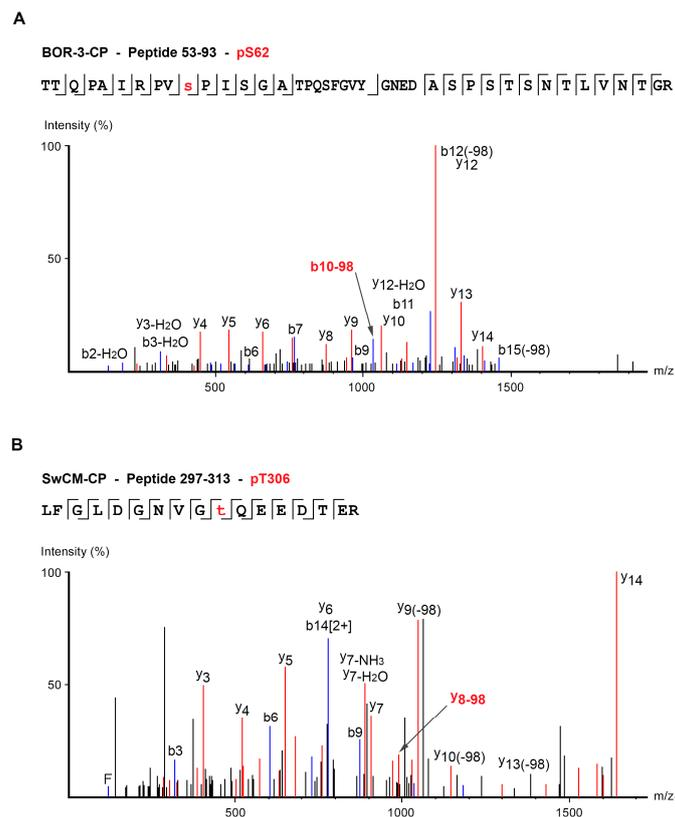 A
BOR-3-CP - Peptide 53-93 - pS62
TTQPAIRPVsPISGATPQSFGVYGNEDASPSTSNTLVNTGR
Intensity (%)
100
b12(-98)
y12
b10-98
50
y12-H2O
y13
b11
y3-H2O
y4
y5
y6
b7
y9
y10
b3-H2O
y8
y14
b2-H2O
b6
b9
b15(-98)
m/z
500
1000
1500
B
SwCM-CP - Peptide 297-313 - pT306
LFGLDGNVGtQEEDTER
Intensity (%)
100
y14
y6
y9(-98)
b14[2+]
y5
y7-NH3
y3
y7-H2O
50
y8-98
y4
b6
y7
b9
b3
y10(-98)
y13(-98)
F
m/z
500
1000
1500